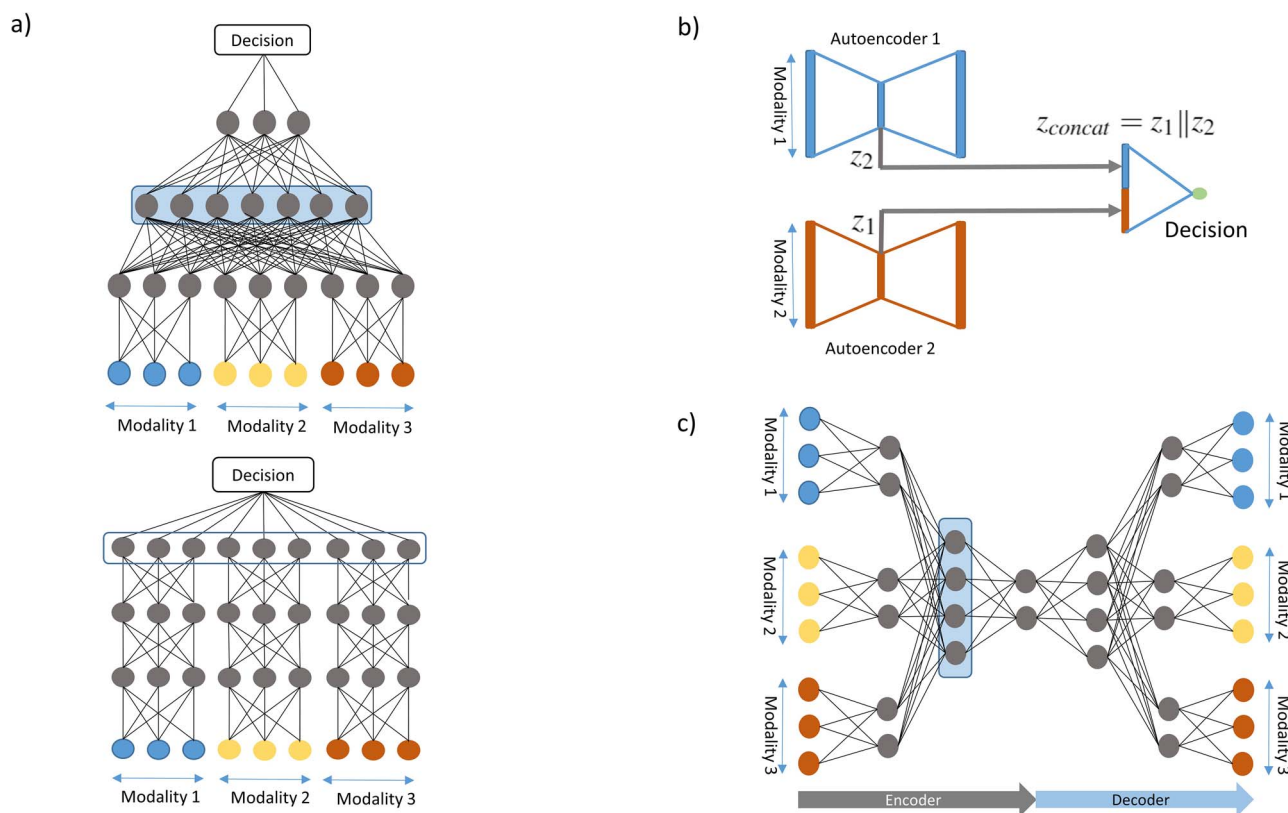 a)
Decision
Modality 1
Modality 2
Modality 3
Decision
Modality 1
Modality 2
Modality 3
b)
Autoencoder 1
Modality 1
z2
zconcat = z1||z2
z1
Decision
Modality 2
Autoencoder 2
c)
Modality 1
Modality 1
Modality 2
Modality 2
Modality 3
Modality 3
Encoder
Decoder